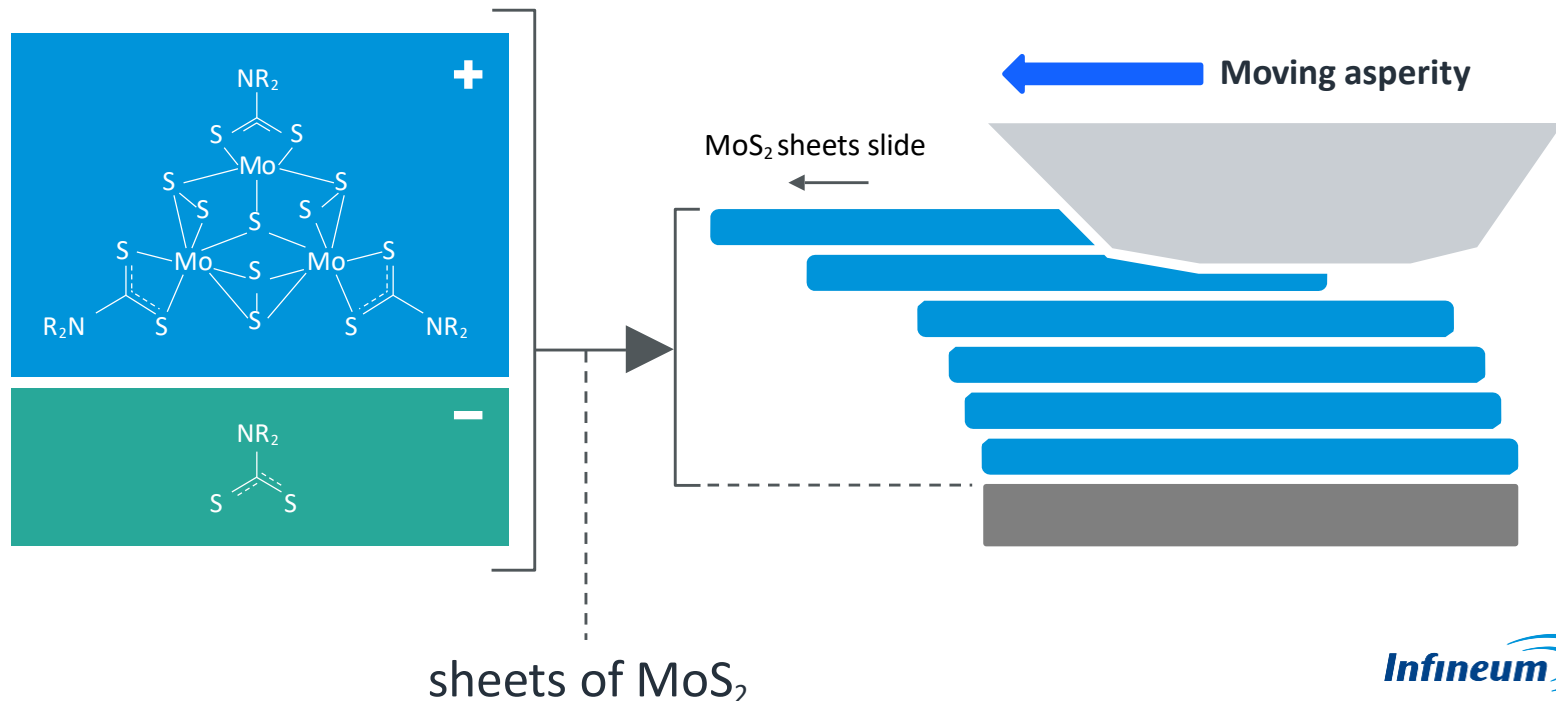 NR₂
S S
Mo
S S
S S
S
S S
Mo Mo
S
R₂N S S S NR₂
NR₂
S S
MoS₂ sheets slide
Moving asperity
sheets of MoS₂
Infineum